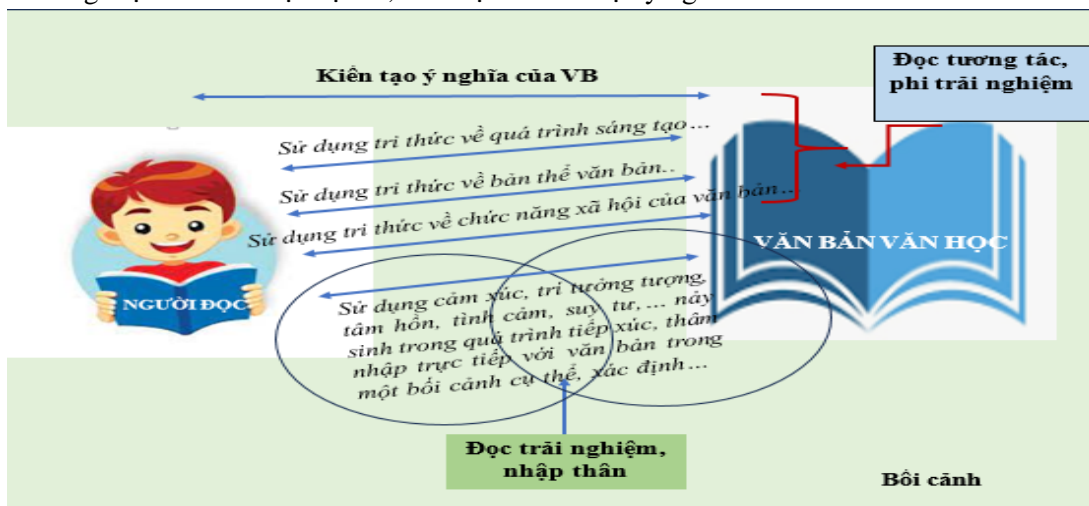 Kiến tạo ý nghĩa của VB
Đọc tương tác,
phi trải nghiệm
Sử dụng tri thức về quá trình sáng tạo...
Sử dụng tri thức về bản thể văn bản..
Sử dụng tri thức về chức năng xã hội của văn bản...
VĂN BẢN VĂN HỌC
NGƯỜI ĐỌC
Sử dụng cảm xúc, trí tưởng tượng,
tâm hồn, tình cảm, suy tư,... nảy
sinh trong quá trình tiếp xúc, thâm
nhập trực tiếp với văn bản trong
một bối cảnh cụ thể, xác định...
Đọc trải nghiệm,
nhập thân
Bối cảnh